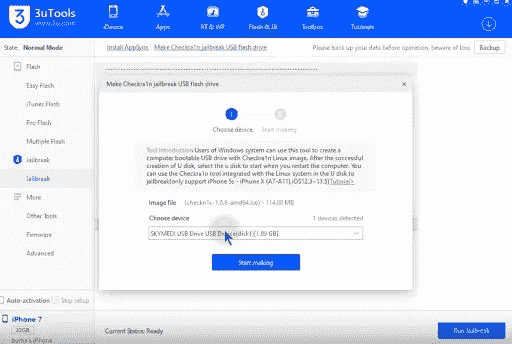 3uTools
www.3u.com
iDevice
Apps
RT & WP
Flash & JB
Toolbox
Tutorials
State: Normal Mode
Install AppSync
Make Checkra1n jailbreak USB flash drive
Please back up your data before operation, beware of loss
Backup
Flash
Easy Flash
iTunes Flash
Pro Flash
Multiple Flash
Jailbreak
Jailbreak
More
Other Tools
Firmware
Advanced
Make Checkra1n jailbreak USB flash drive
×
1
Choose device
Start making
Tool introduction:Users of Windows system can use this tool to create a
computer bootable USB drive with Checkra1n Linux image. After the successful
creation of U disk, select the u disk to start when you restart the computer. You
can use the Checkra1n tool integrated with the Linux system in the U disk to
jailbreak(only support iPhone 5s - iPhone X (A7-A11),iOS12.3-13.5)Tutorial>
Image file (checkn1x-1.0.6-amd64.iso) - 114.00 MB
Choose device
1 devices detected
SKYMEDI USB Drive USB Device(disk1)[1.89 GB]
Start making
Auto-activation
Skip setup
iPhone 7
32GB
iPhone
Current Status: Ready
Run Jailbreak